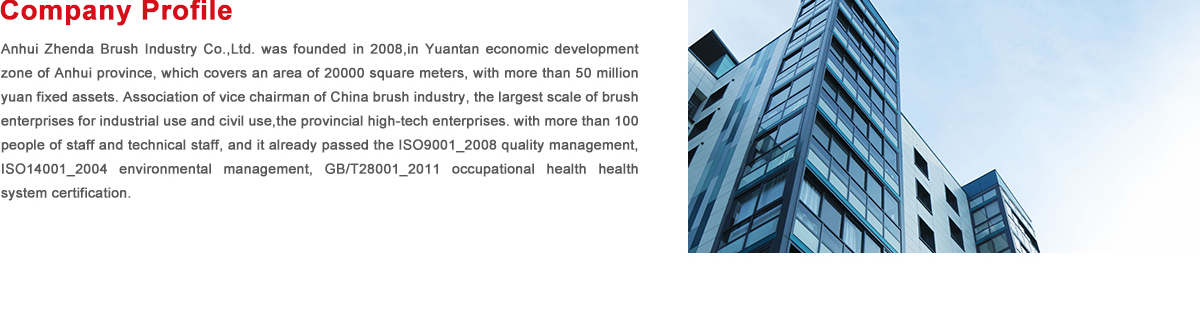 Company Profile
Anhui Zhenda Brush Industry Co.,Ltd. was founded in 2008,in Yuantan economic development
zone of Anhui province, which covers an area of 20000 square meters, with more than 50 million
yuan fixed assets. Association of vice chairman of China brush industry, the largest scale of brush
enterprises for industrial use and civil use,the provincial high-tech enterprises. with more than 100
people of staff and technical staff, and it already passed the ISO9001_2008 quality management,
ISO14001_2004 environmental management, GB/T28001_2011 occupational health health
system certification.